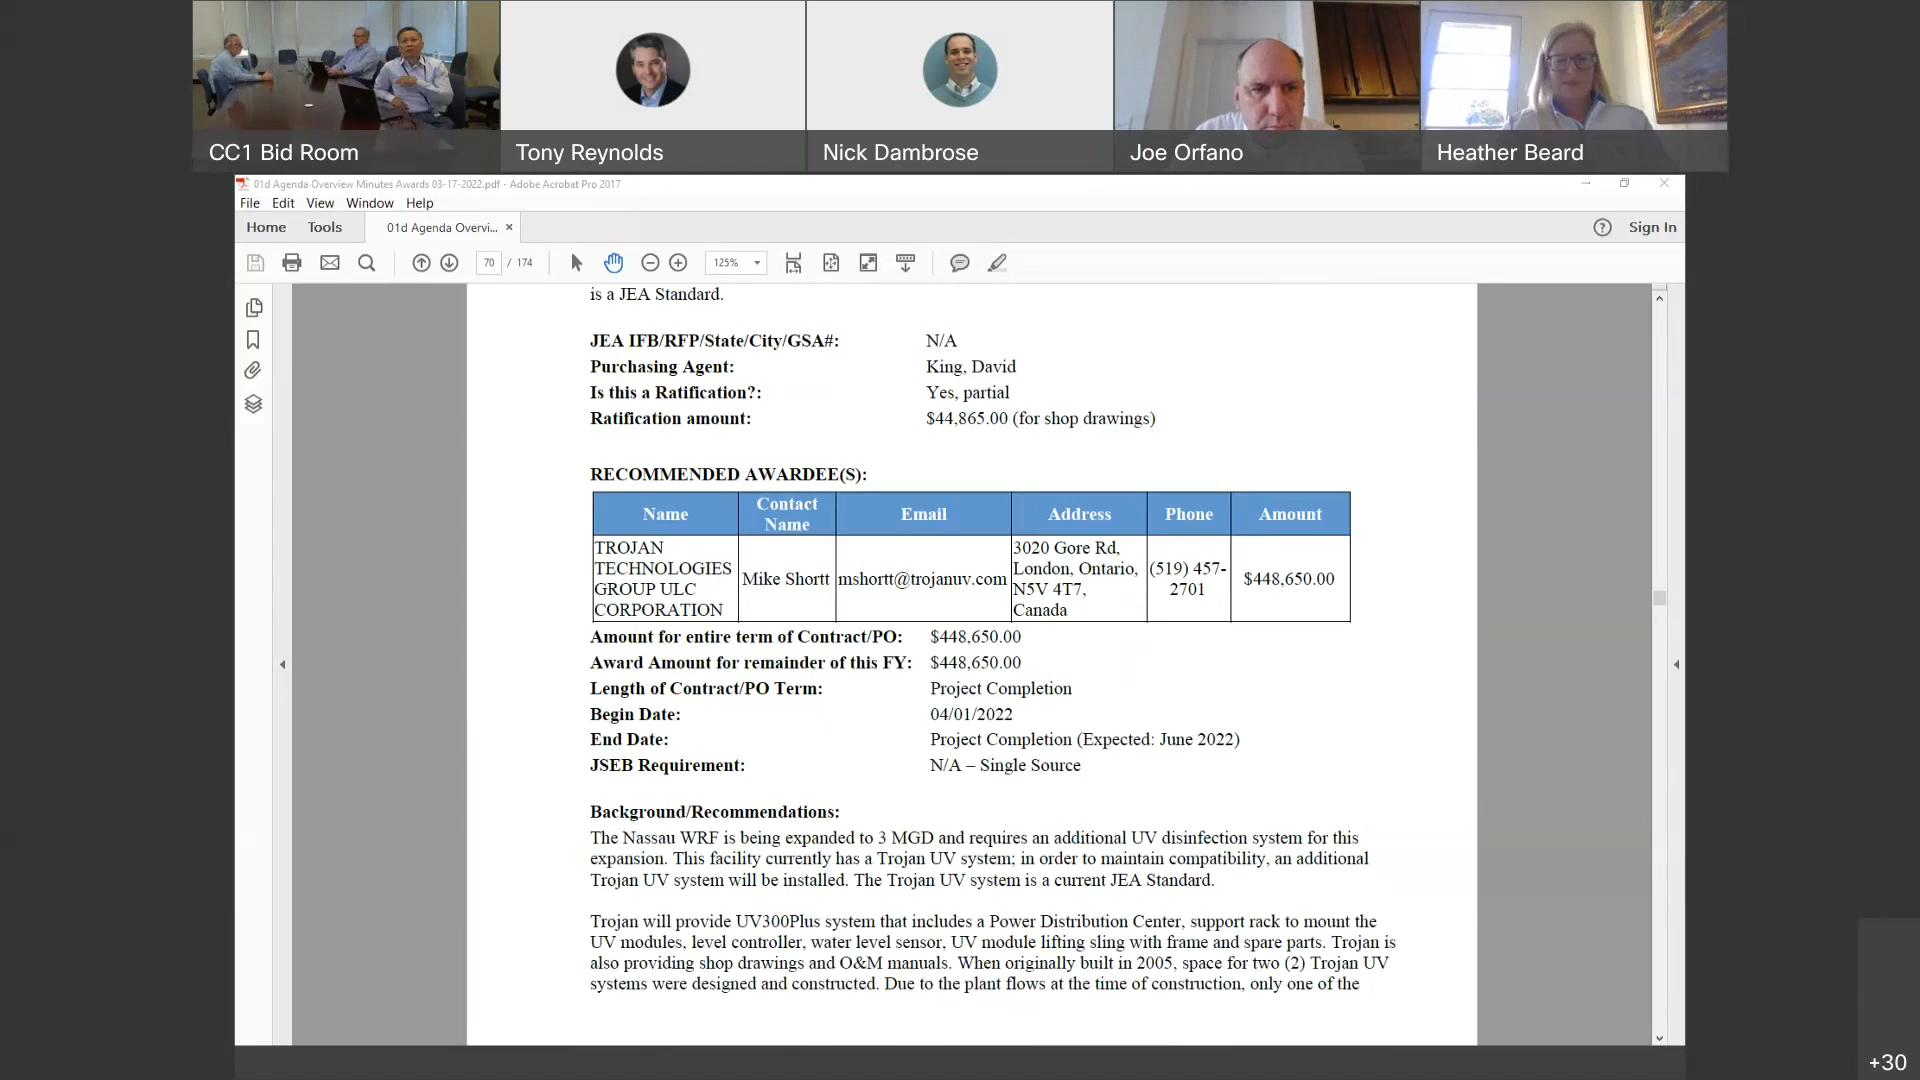 CC1 Bid Room
Tony Reynolds
Nick Dambrose
Joe Orfano
Heather Beard
01d Agenda Overview Minutes Awards 03-17-2022.pdf - Adobe Acrobat Pro 2017
File Edit View Window Help
Home Tools 01d Agenda Overvi... × Sign In
70 / 174 125%
is a JEA Standard.
JEA IFB/RFP/State/City/GSA#: N/A
Purchasing Agent: King, David
Is this a Ratification?: Yes, partial
Ratification amount: $44,865.00 (for shop drawings)
RECOMMENDED AWARDEE(S):
Name Contact Name Email Address Phone Amount
TROJAN TECHNOLOGIES GROUP ULC CORPORATION Mike Shortt mshortt@trojanuv.com 3020 Gore Rd, London, Ontario, N5V 4T7, Canada (519) 457-2701 $448,650.00
Amount for entire term of Contract/PO: $448,650.00
Award Amount for remainder of this FY: $448,650.00
Length of Contract/PO Term: Project Completion
Begin Date: 04/01/2022
End Date: Project Completion (Expected: June 2022)
JSEB Requirement: N/A – Single Source
Background/Recommendations:
The Nassau WRF is being expanded to 3 MGD and requires an additional UV disinfection system for this
expansion. This facility currently has a Trojan UV system; in order to maintain compatibility, an additional
Trojan UV system will be installed. The Trojan UV system is a current JEA Standard.
Trojan will provide UV300Plus system that includes a Power Distribution Center, support rack to mount the
UV modules, level controller, water level sensor, UV module lifting sling with frame and spare parts. Trojan is
also providing shop drawings and O&M manuals. When originally built in 2005, space for two (2) Trojan UV
systems were designed and constructed. Due to the plant flows at the time of construction, only one of the
+30